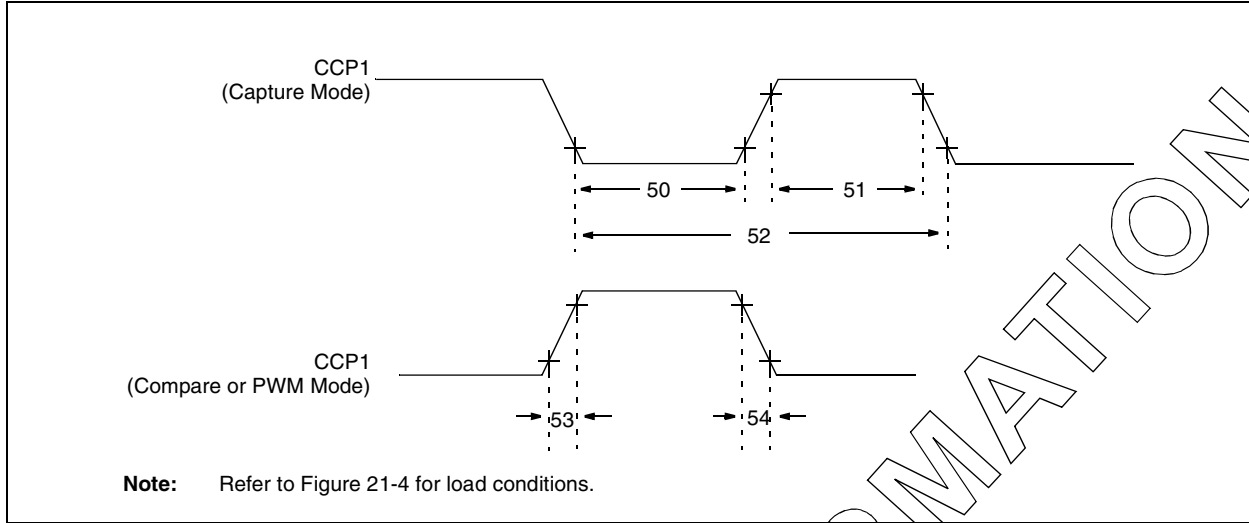 CCP1
(Capture Mode)
50
51
52
CCP1
(Compare or PWM Mode)
53
54
Note: Refer to Figure 21-4 for load conditions.
RMATION